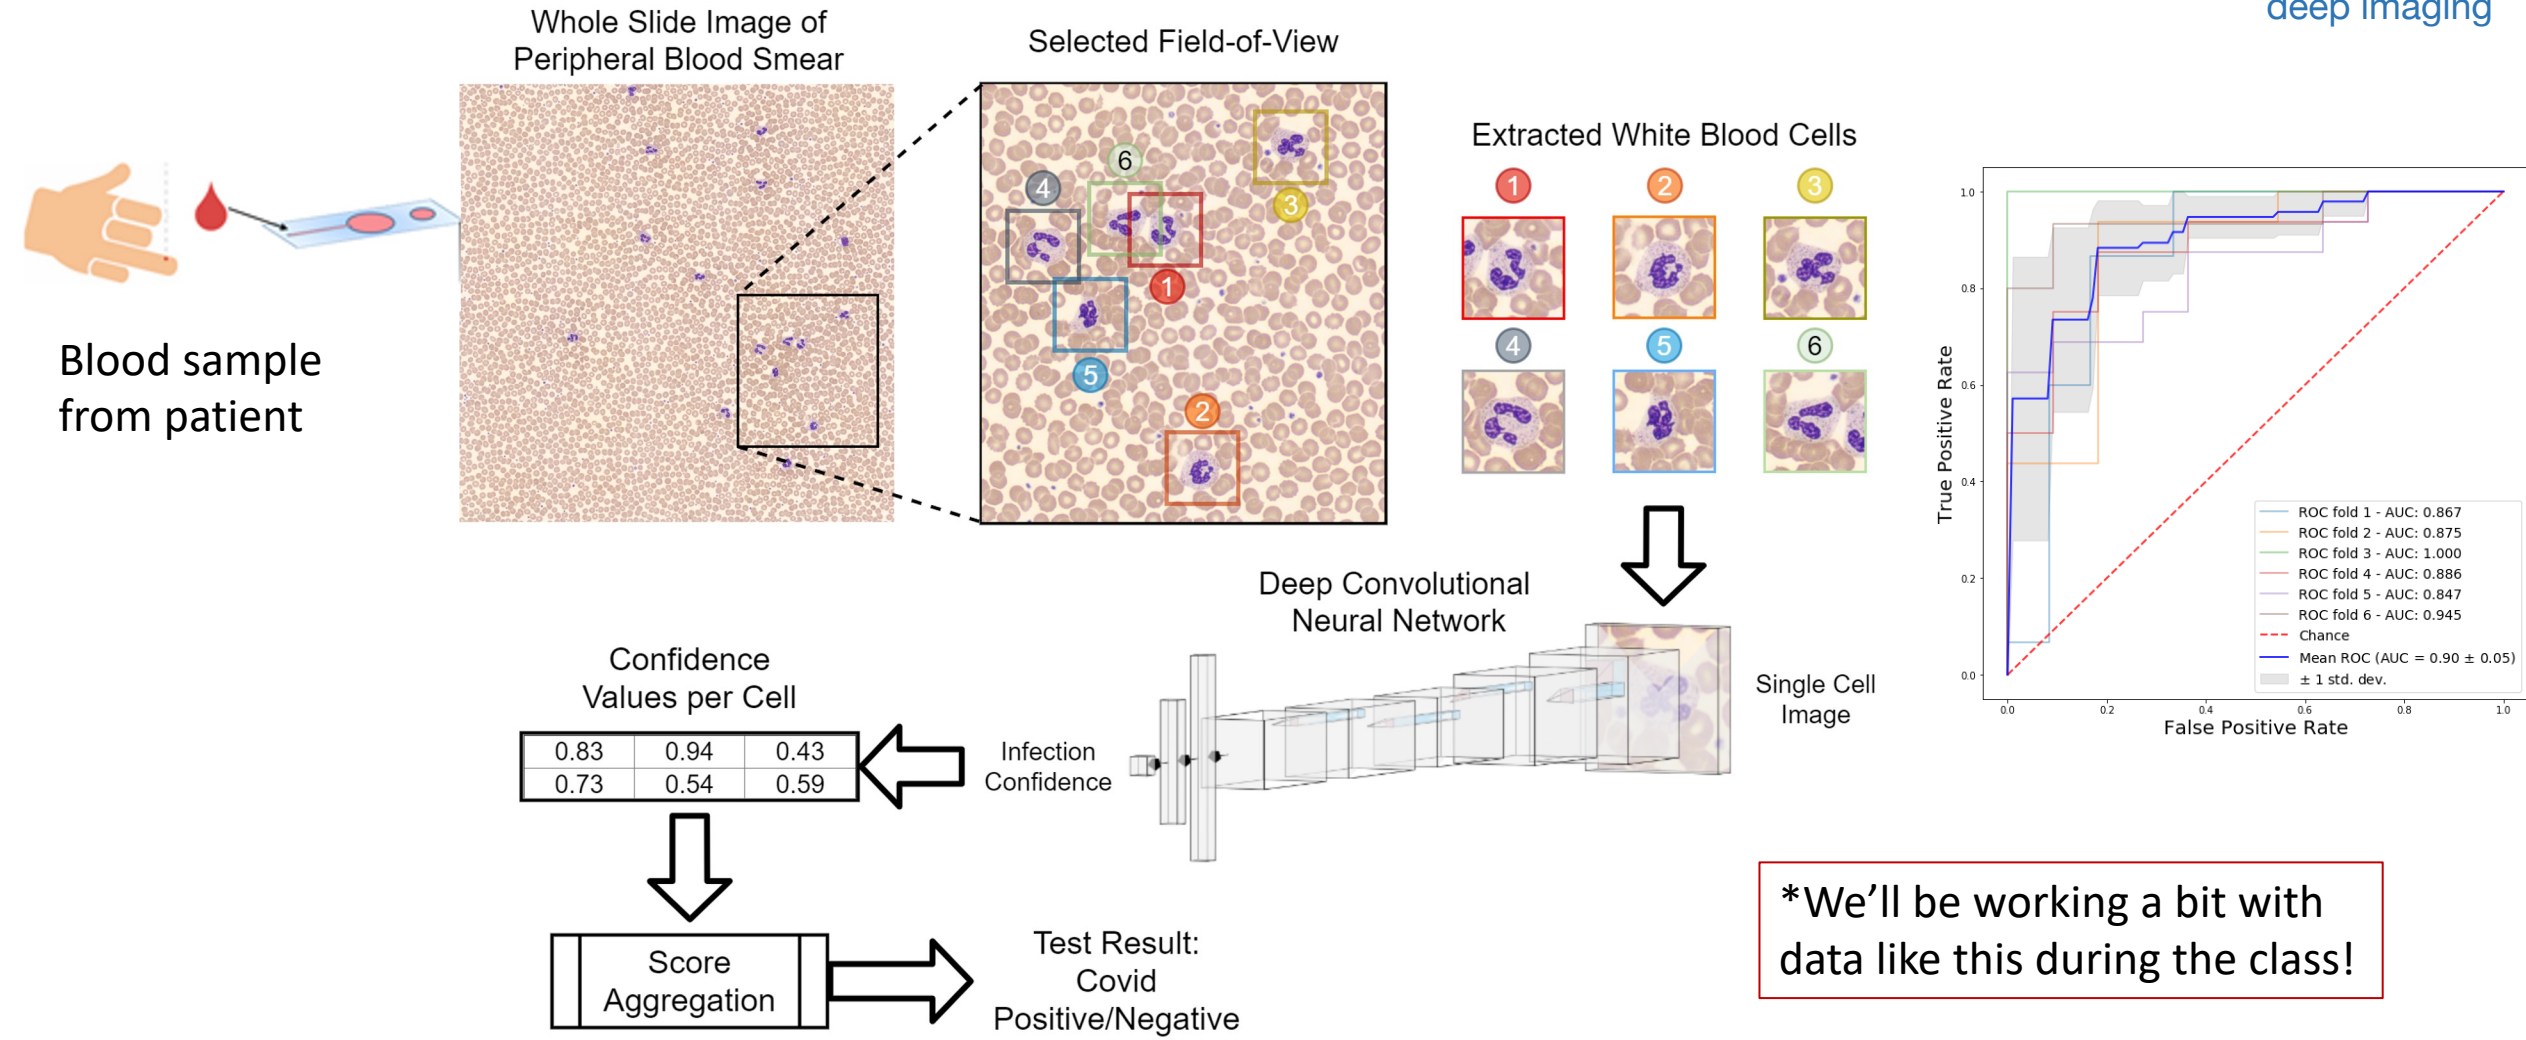 deep imaging
Whole Slide Image of
Peripheral Blood Smear
Selected Field-of-View
Blood sample
from patient
6
4
3
1
5
2
Extracted White Blood Cells
1
2
3
4
5
6
Deep Convolutional
Neural Network
Single Cell
Image
Infection
Confidence
Confidence
Values per Cell
0.83 0.94 0.43
0.73 0.54 0.59
Score
Aggregation
Test Result:
Covid
Positive/Negative
True Positive Rate
1.0
0.8
0.6
0.4
0.2
0.0
0.0 0.2 0.4 0.6 0.8 1.0
False Positive Rate
ROC fold 1 - AUC: 0.867
ROC fold 2 - AUC: 0.875
ROC fold 3 - AUC: 1.000
ROC fold 4 - AUC: 0.886
ROC fold 5 - AUC: 0.847
ROC fold 6 - AUC: 0.945
Chance
Mean ROC (AUC = 0.90 ± 0.05)
± 1 std. dev.
*We’ll be working a bit with
data like this during the class!